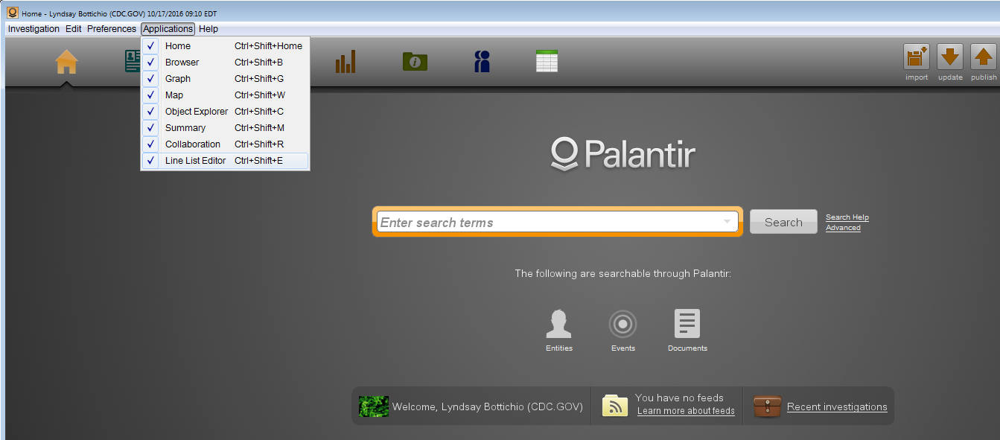 Home - Lyndsay Bottichio (CDC.GOV) 10/17/2016 09:10 EDT
Investigation Edit Preferences Applications Help
Home Ctrl+Shift+Home
Browser Ctrl+Shift+B
Graph Ctrl+Shift+G
Map Ctrl+Shift+W
Object Explorer Ctrl+Shift+C
Summary Ctrl+Shift+M
Collaboration Ctrl+Shift+R
Line List Editor Ctrl+Shift+E
import update publish
Palantir
Enter search terms
Search
Search Help
Advanced
The following are searchable through Palantir:
Entities Events Documents
Welcome, Lyndsay Bottichio (CDC.GOV)
You have no feeds
Learn more about feeds
Recent investigations